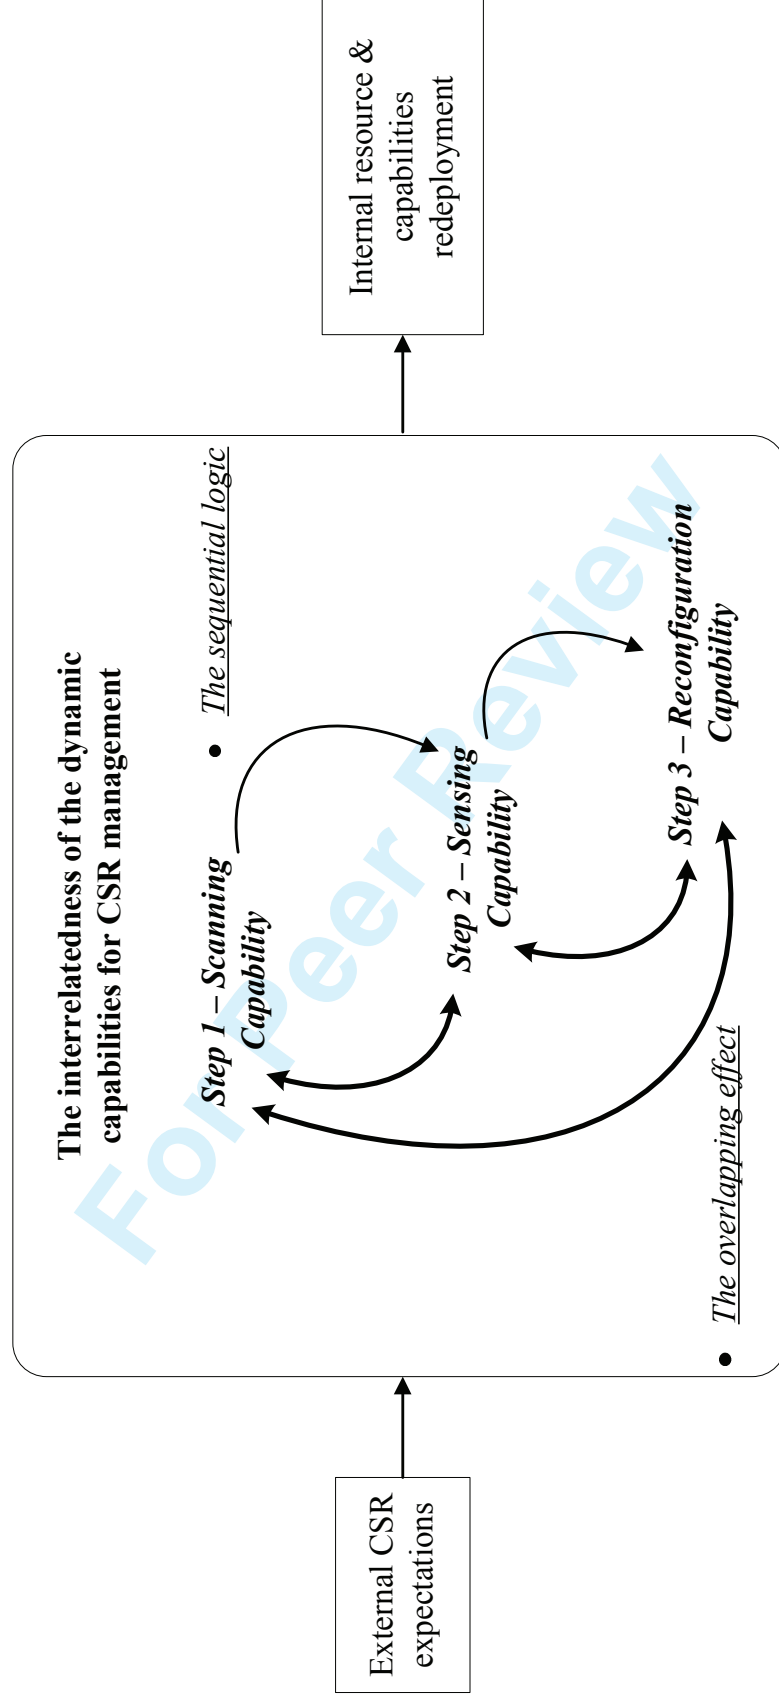 External CSR
expectations
The interrelatedness of the dynamic
capabilities for CSR management
• The sequential logic
Step 1 – Scanning
Capability
Step 2 – Sensing
Capability
Step 3 – Reconfiguration
Capability
• The overlapping effect
Internal resource &
capabilities
redeployment
For Peer Review